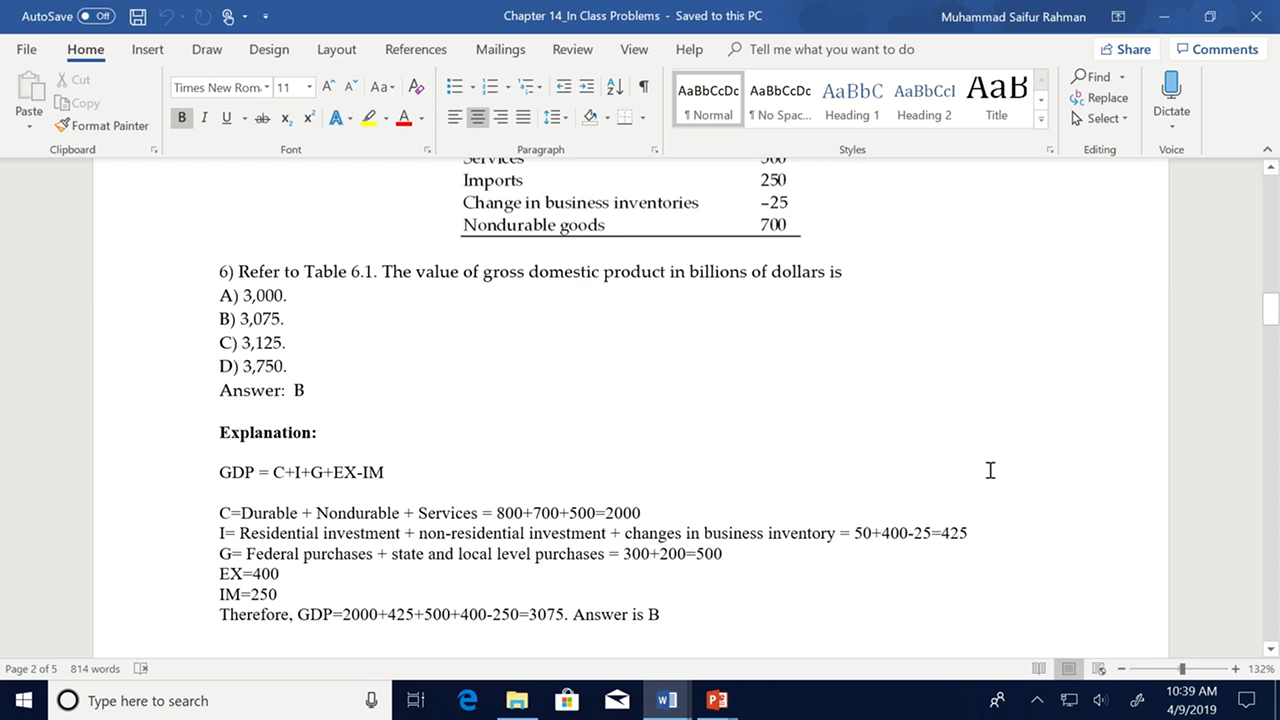 AutoSave Off
Chapter 14_In Class Problems - Saved to this PC
Muhammad Saifur Rahman
File Home Insert Draw Design Layout References Mailings Review View Help Tell me what you want to do Share Comments
Paste
Cut
Copy
Format Painter
Clipboard
Times New Rom 11 A A Aa A
B I U ab x₂ x² A A
Font
Paragraph
AaBbCcDc AaBbCcDc AaBbC AaBbCcI AaB
¶ Normal ¶ No Spac... Heading 1 Heading 2 Title
Styles
Find
Replace
Select
Editing
Dictate
Voice
Services 500
Imports 250
Change in business inventories –25
Nondurable goods 700
6) Refer to Table 6.1. The value of gross domestic product in billions of dollars is
A) 3,000.
B) 3,075.
C) 3,125.
D) 3,750.
Answer: B
Explanation:
GDP = C+I+G+EX-IM
C=Durable + Nondurable + Services = 800+700+500=2000
I= Residential investment + non-residential investment + changes in business inventory = 50+400-25=425
G= Federal purchases + state and local level purchases = 300+200=500
EX=400
IM=250
Therefore, GDP=2000+425+500+400-250=3075. Answer is B
Page 2 of 5 814 words
132%
Type here to search
10:39 AM
4/9/2019